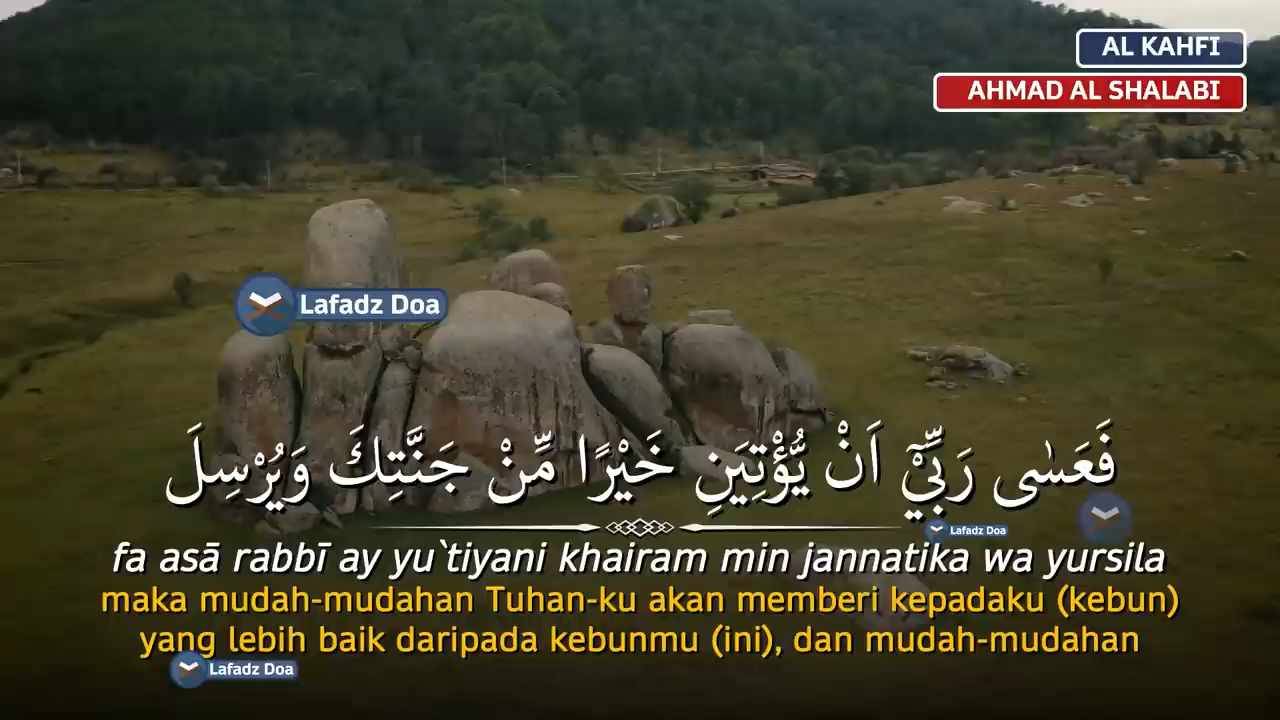 AL KAHFI
AHMAD AL SHALABI
Lafadz Doa
فَعَسٰى رَبِّيْٓ اَنْ يُّؤْتِيَنِ خَيْرًا مِّنْ جَنَّتِكَ وَيُرْسِلَ
Lafadz Doa
fa asā rabbī ay yu`tiyani khairam min jannatika wa yursila
maka mudah-mudahan Tuhan-ku akan memberi kepadaku (kebun)
yang lebih baik daripada kebunmu (ini), dan mudah-mudahan
Lafadz Doa